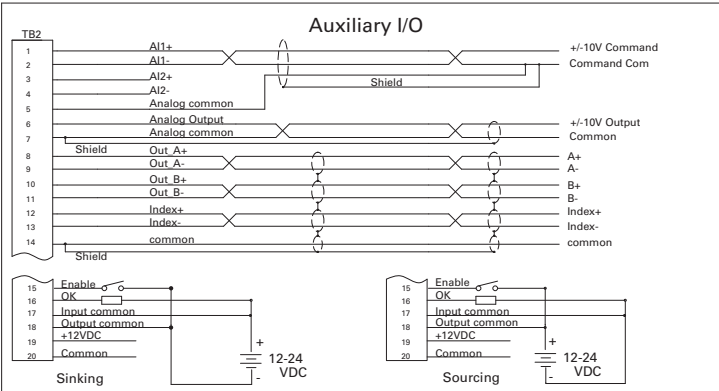 Auxiliary I/O
TB2
1 AI1+ +/-10V Command
2 AI1- Command Com
3 AI2+
Shield
4 AI2-
5 Analog common
6 Analog Output +/-10V Output
7 Analog common Common
Shield
8 Out_A+ A+
9 Out_A- A-
10 Out_B+ B+
11 Out_B- B-
12 Index+ Index+
13 Index- Index-
14 common common
Shield
15 Enable
16 OK
17 Input common
18 Output common
19 +12VDC
20 Common
+
12-24
VDC
-
Sinking
15 Enable
16 OK
17 Input common
18 Output common
19 +12VDC
20 Common
+
12-24
VDC
-
Sourcing